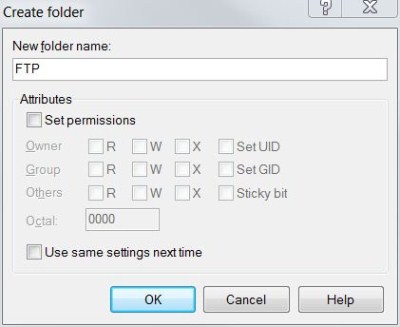 Create folder
New folder name:
FTP
Attributes
Set permissions
Owner R W X Set UID
Group R W X Set GID
Others R W X Sticky bit
Octal: 0000
Use same settings next time
OK Cancel Help